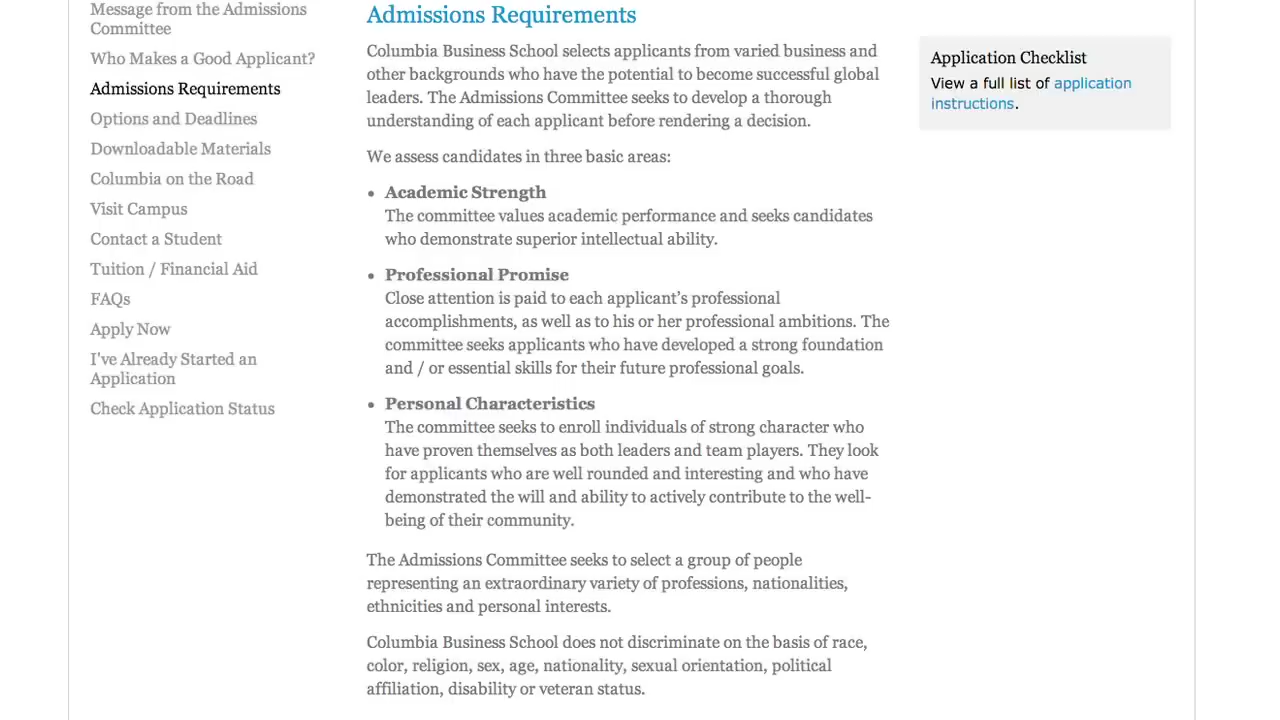 Message from the Admissions
Committee
Who Makes a Good Applicant?
Admissions Requirements
Options and Deadlines
Downloadable Materials
Columbia on the Road
Visit Campus
Contact a Student
Tuition / Financial Aid
FAQs
Apply Now
I've Already Started an
Application
Check Application Status
Admissions Requirements
Columbia Business School selects applicants from varied business and
other backgrounds who have the potential to become successful global
leaders. The Admissions Committee seeks to develop a thorough
understanding of each applicant before rendering a decision.
We assess candidates in three basic areas:
• Academic Strength
The committee values academic performance and seeks candidates
who demonstrate superior intellectual ability.
• Professional Promise
Close attention is paid to each applicant’s professional
accomplishments, as well as to his or her professional ambitions. The
committee seeks applicants who have developed a strong foundation
and / or essential skills for their future professional goals.
• Personal Characteristics
The committee seeks to enroll individuals of strong character who
have proven themselves as both leaders and team players. They look
for applicants who are well rounded and interesting and who have
demonstrated the will and ability to actively contribute to the well-
being of their community.
The Admissions Committee seeks to select a group of people
representing an extraordinary variety of professions, nationalities,
ethnicities and personal interests.
Columbia Business School does not discriminate on the basis of race,
color, religion, sex, age, nationality, sexual orientation, political
affiliation, disability or veteran status.
Application Checklist
View a full list of application
instructions.